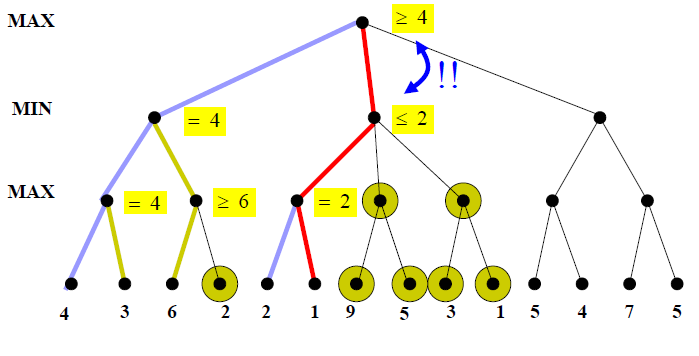 MAX
≥ 4
!!
MIN
= 4
≤ 2
MAX
= 4
≥ 6
= 2
4 3 6 2 2 1 9 5 3 1 5 4 7 5